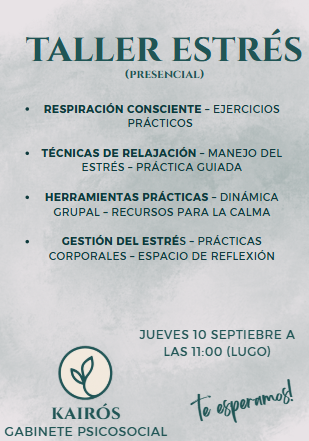 TALLER ESTRÉS
(PRESENCIAL)
• RESPIRACIÓN CONSCIENTE – EJERCICIOS
PRÁCTICOS
• TÉCNICAS DE RELAJACIÓN – MANEJO DEL
ESTRÉS – PRÁCTICA GUIADA
• HERRAMIENTAS PRÁCTICAS – DINÁMICA
GRUPAL – RECURSOS PARA LA CALMA
• GESTIÓN DEL ESTRÉS – PRÁCTICAS
CORPORALES – ESPACIO DE REFLEXIÓN
JUEVES 10 SEPTIEBRE A
LAS 11:00 (LUGO)
te esperamos!
KAIRÓS
GABINETE PSICOSOCIAL